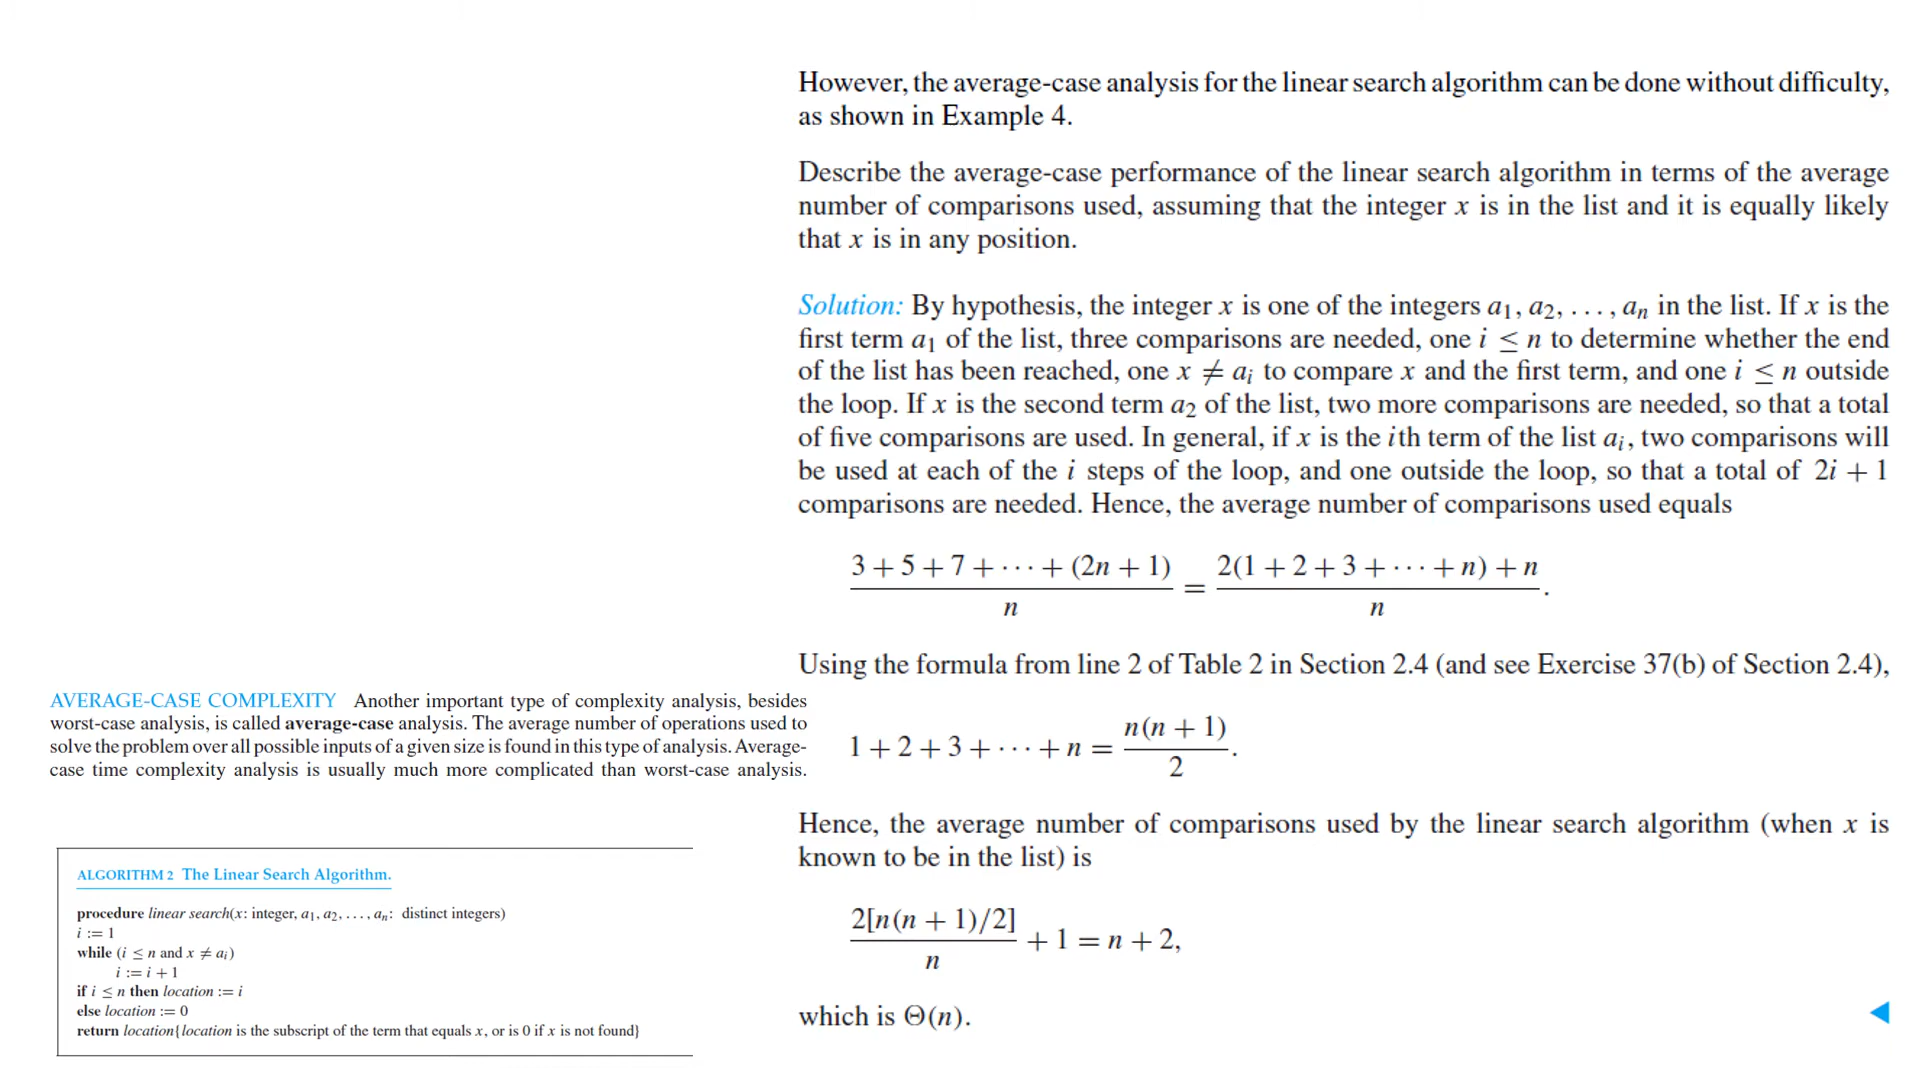 However, the average-case analysis for the linear search algorithm can be done without difficulty,
as shown in Example 4.
Describe the average-case performance of the linear search algorithm in terms of the average
number of comparisons used, assuming that the integer x is in the list and it is equally likely
that x is in any position.
Solution: By hypothesis, the integer x is one of the integers a₁, a₂, . . . , aₙ in the list. If x is the
first term a₁ of the list, three comparisons are needed, one i ≤ n to determine whether the end
of the list has been reached, one x ≠ aᵢ to compare x and the first term, and one i ≤ n outside
the loop. If x is the second term a₂ of the list, two more comparisons are needed, so that a total
of five comparisons are used. In general, if x is the ith term of the list aᵢ, two comparisons will
be used at each of the i steps of the loop, and one outside the loop, so that a total of 2i + 1
comparisons are needed. Hence, the average number of comparisons used equals
3 + 5 + 7 + · · · + (2n + 1) / n = 2(1 + 2 + 3 + · · · + n) + n / n .
Using the formula from line 2 of Table 2 in Section 2.4 (and see Exercise 37(b) of Section 2.4),
1 + 2 + 3 + · · · + n = n(n + 1) / 2 .
Hence, the average number of comparisons used by the linear search algorithm (when x is
known to be in the list) is
2[n(n + 1)/2] / n + 1 = n + 2,
which is Θ(n).
AVERAGE-CASE COMPLEXITY Another important type of complexity analysis, besides
worst-case analysis, is called average-case analysis. The average number of operations used to
solve the problem over all possible inputs of a given size is found in this type of analysis. Average-
case time complexity analysis is usually much more complicated than worst-case analysis.
ALGORITHM 2 The Linear Search Algorithm.
procedure linear search(x: integer, a₁, a₂, . . . , aₙ: distinct integers)
i := 1
while (i ≤ n and x ≠ aᵢ)
i := i + 1
if i ≤ n then location := i
else location := 0
return location{location is the subscript of the term that equals x, or is 0 if x is not found}